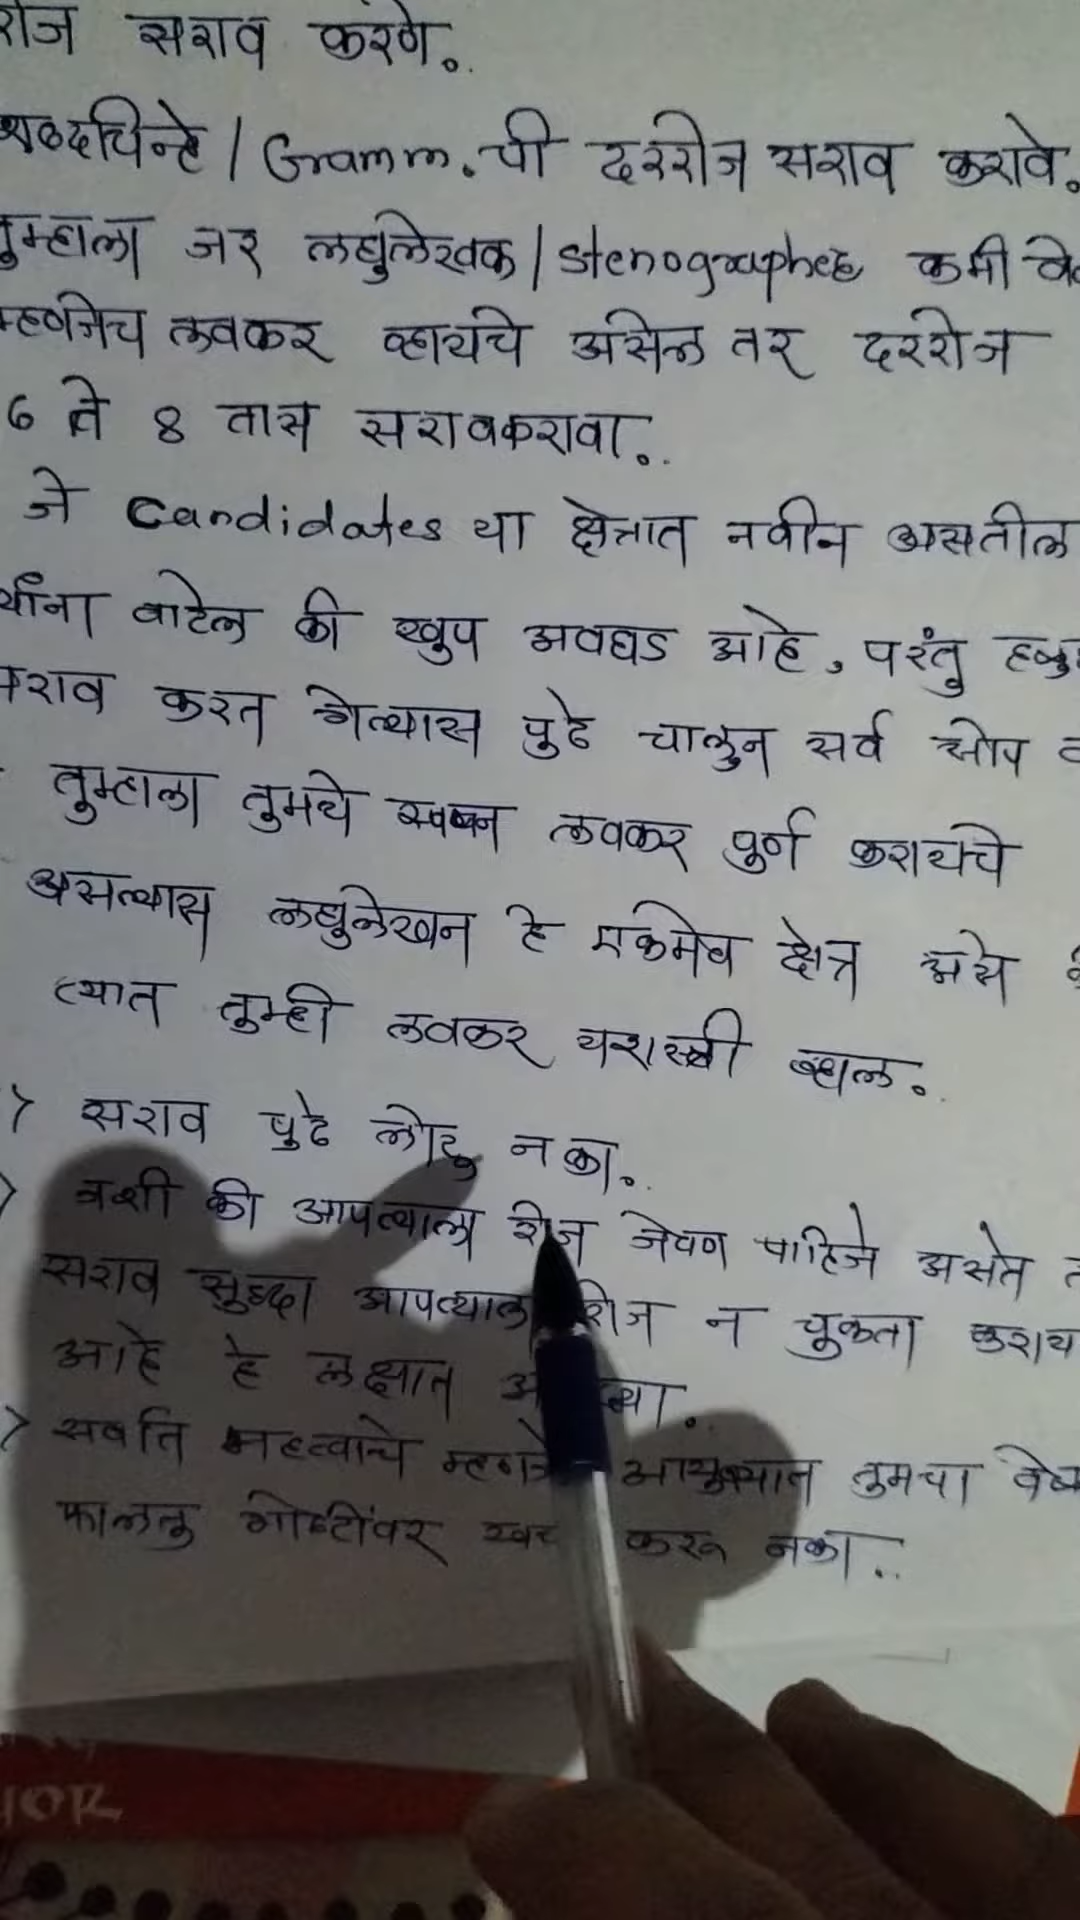 रोज सराव करणे.
शब्दचिन्हे / Gramm. ची दररोज सराव करावे.
तुम्हाला जर लघुलेखक / stenographer कमी
म्हणजेच लवकर व्हायचे असेल तर दररोज
6 ते 8 तास सरावकरावा.
जे Candidates या क्षेत्रात नवीन असतील
वाटेल की खुप अवघड आहे, परंतु
सराव करत गेल्यास पुढे चालुन सर्व सोप
तुम्हाला तुमचे स्वप्न लवकर पुर्ण करायचे
असल्यास लघुलेखन हे एकमेव क्षेत्र असे
त्यात तुम्ही लवकर यशस्वी व्हाल.
> सराव पुढे लोटु नका.
> जशी की आपल्याला रोज जेवण पाहिजे असते
सराव सुद्धा आपल्याला रोज न चुकता
आहे हे लक्षात
> सर्वात महत्वाचे म्हणजे आयुष्यात तुमचा
फालतु गोष्टींवर खर्च करू नका..